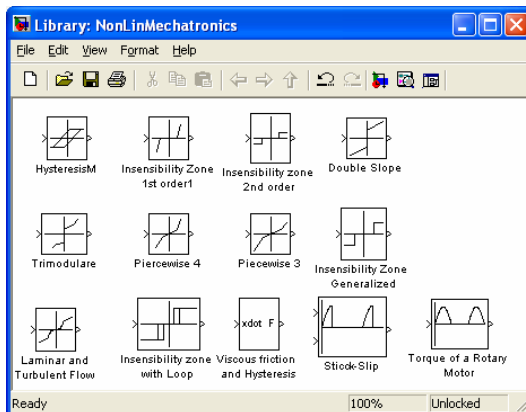 Library: NonLinMechatronics
File Edit View Format Help
HysteresisM
Insensibility Zone
1st order1
Insensibility zone
2nd order
Double Slope
Trimodulare
Piercewise 4
Piecewise 3
Insensibility Zone
Generalized
Laminar and
Turbulent Flow
Insensibility zone
with Loop
xdot F
Viscous friction
and Hysteresis
Stiock-Slip
Torque of a Rotary
Motor
Ready 100% Unlocked